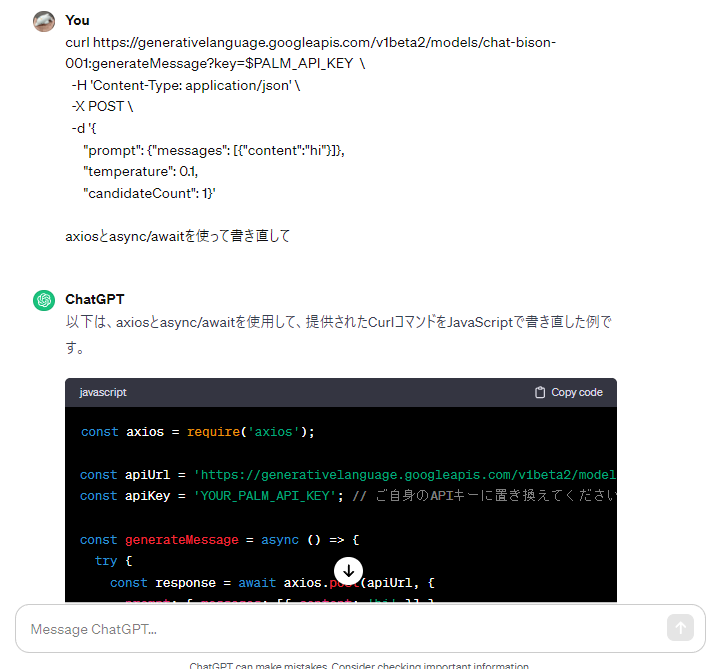 You
curl https://generativelanguage.googleapis.com/v1beta2/models/chat-bison-
001:generateMessage?key=$PALM_API_KEY \
-H 'Content-Type: application/json' \
-X POST \
-d '{
"prompt": {"messages": [{"content":"hi"}]},
"temperature": 0.1,
"candidateCount": 1}'
axiosとasync/awaitを使って書き直して
ChatGPT
以下は、axiosとasync/awaitを使用して、提供されたCurlコマンドをJavaScriptで書き直した例で
す。
javascript
Copy code
const axios = require('axios');
const apiUrl = 'https://generativelanguage.googleapis.com/v1beta2/model
const apiKey = 'YOUR_PALM_API_KEY'; // ご自身のAPIキーに置き換えてください
const generateMessage = async () => {
try {
const response = await axios.post(apiUrl, {
prompt: { messages: [{ content: 'hi' }] },
Message ChatGPT...
ChatGPT can make mistakes. Consider checking important information.